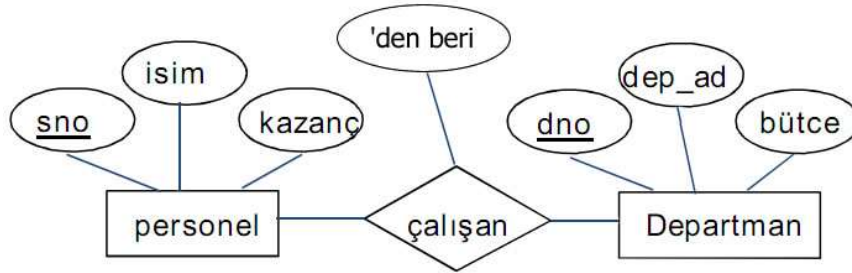 'den beri
isim
dep_ad
sno
kazanç
dno
bütce
personel
çalışan
Departman